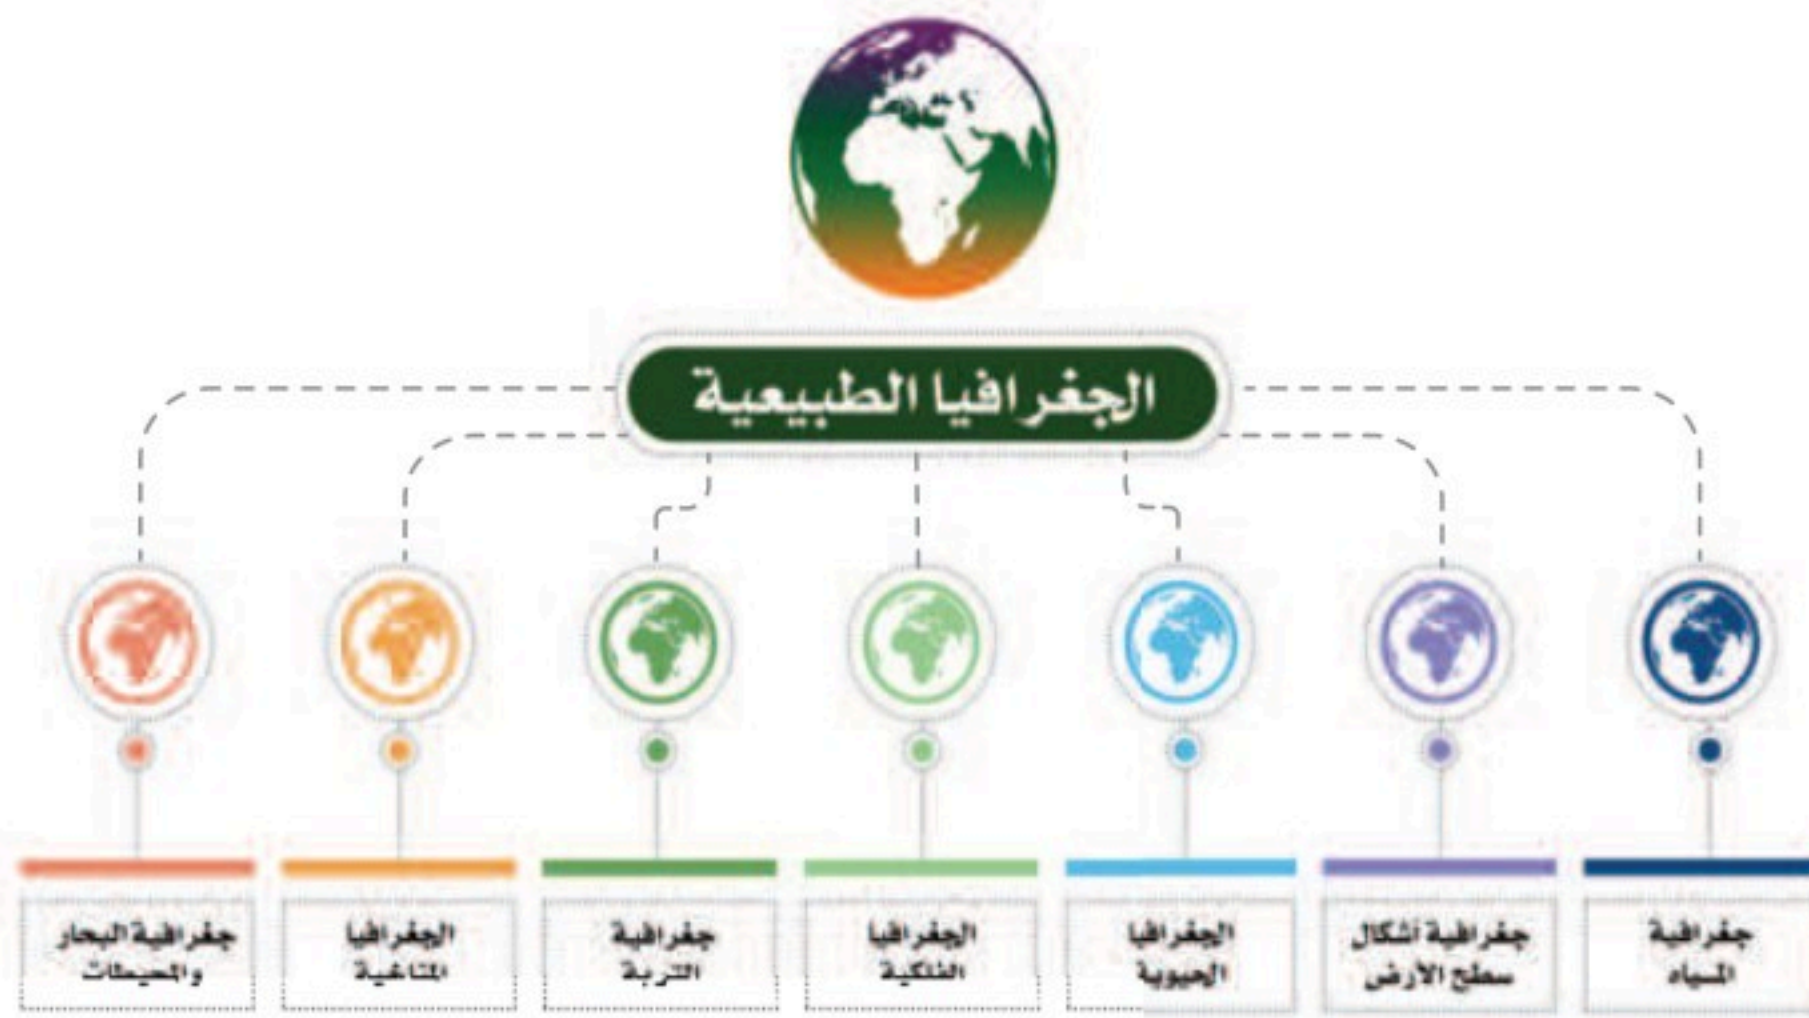 الجغرافيا الطبيعية
جغرافية
المياه
جغرافية أشكال
سطح الأرض
الجغرافيا
الحيوية
الجغرافيا
الفلكية
جغرافية
التربة
الجغرافيا
المناخية
جغرافية البحار
والمحيطات